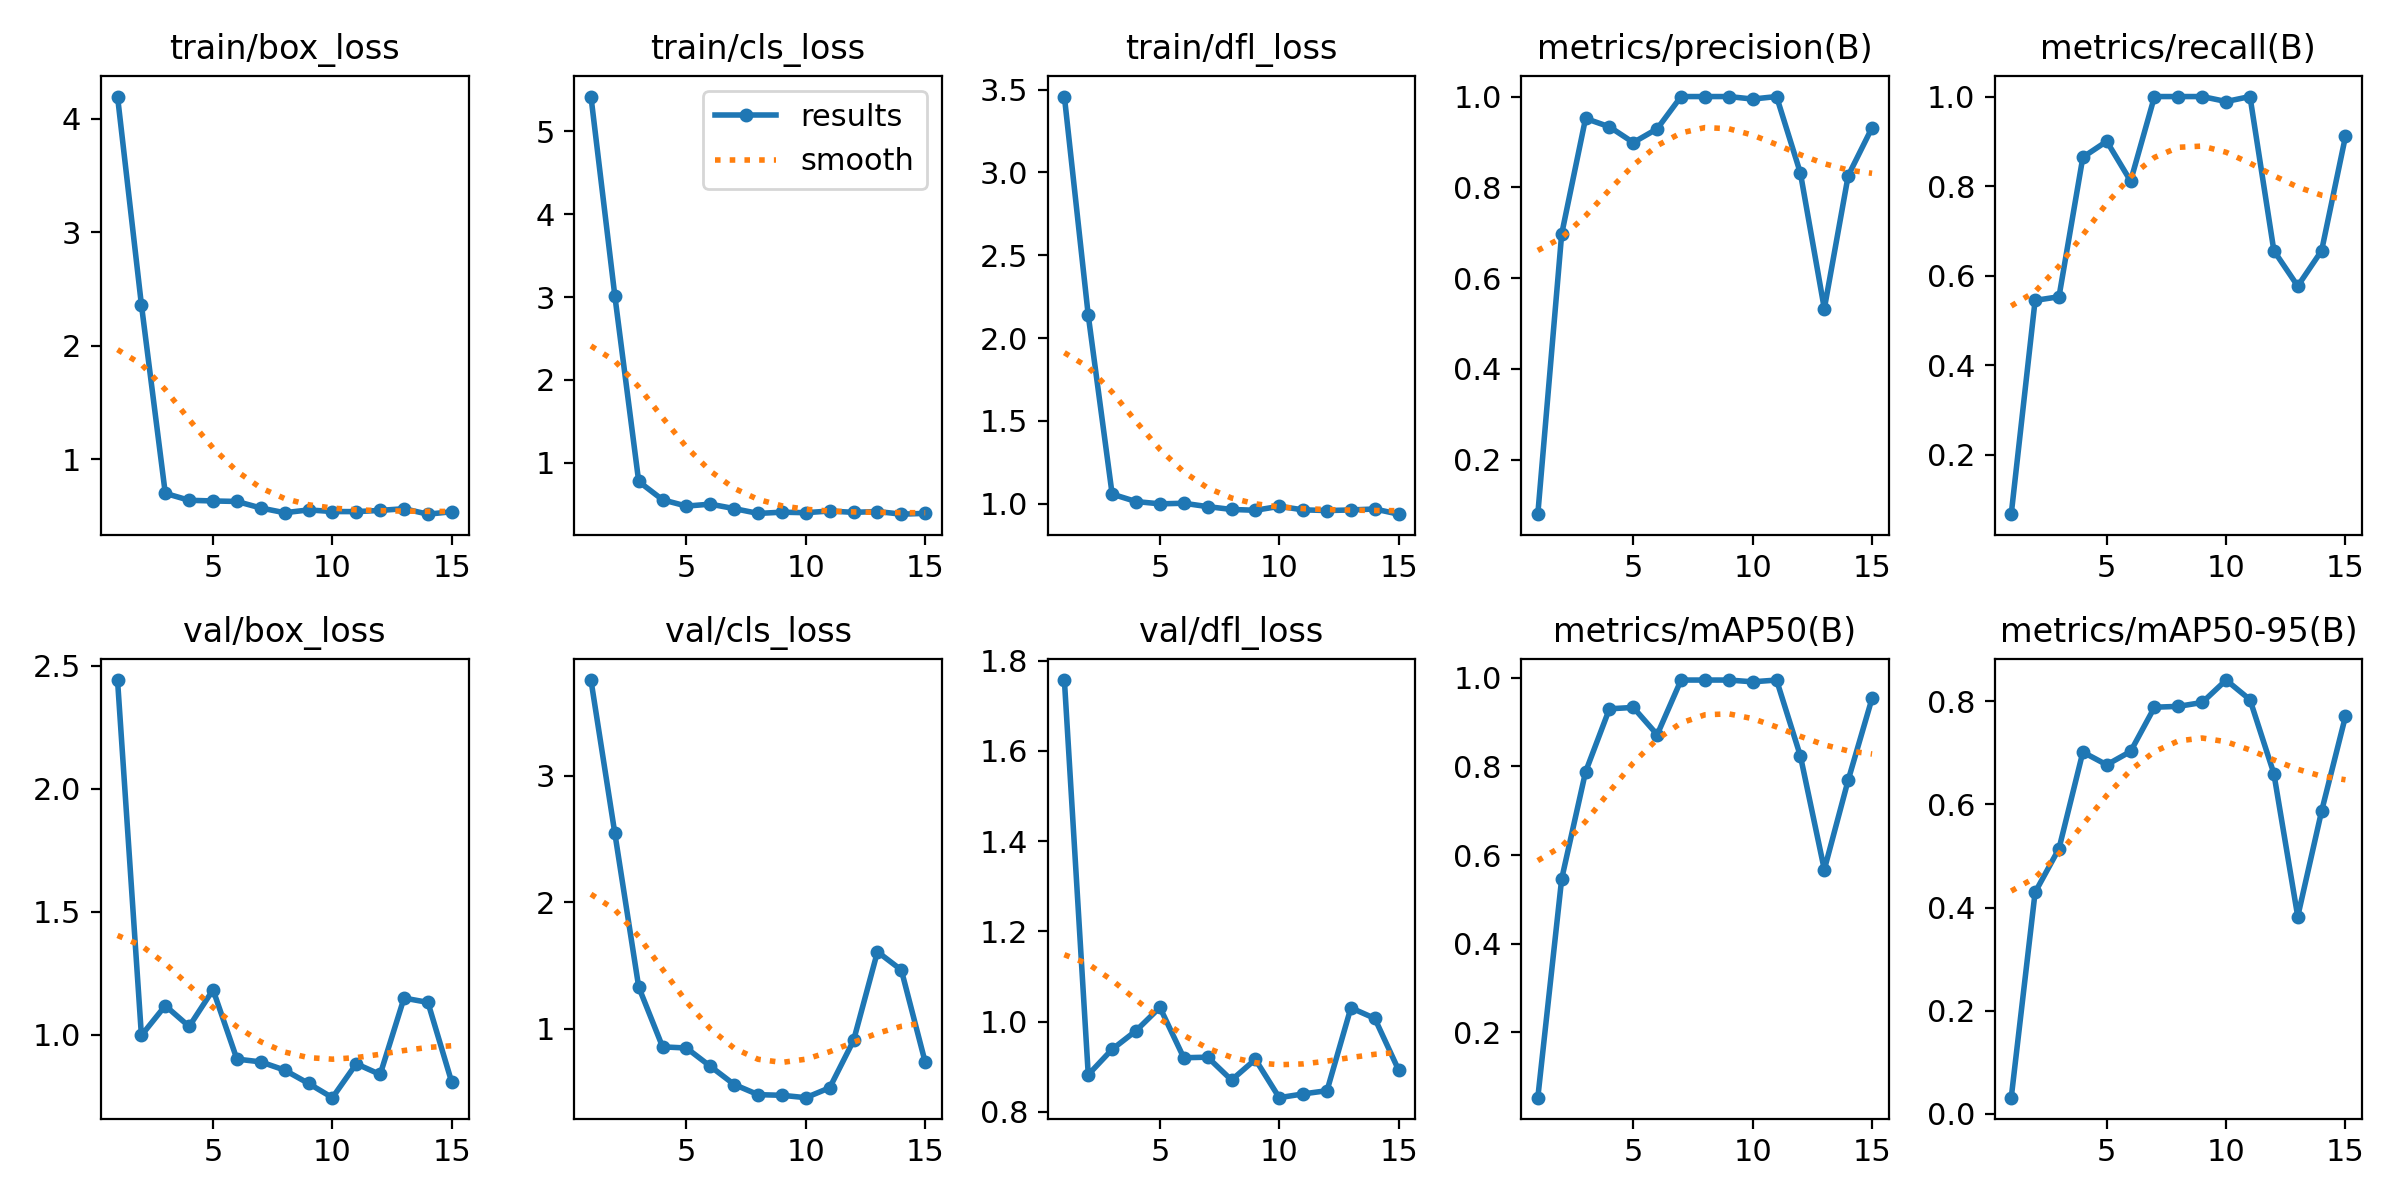 train/box_loss
4
3
2
1
5 10 15
train/cls_loss
results
smooth
5
4
3
2
1
5 10 15
train/dfl_loss
3.5
3.0
2.5
2.0
1.5
1.0
5 10 15
metrics/precision(B)
1.0
0.8
0.6
0.4
0.2
5 10 15
metrics/recall(B)
1.0
0.8
0.6
0.4
0.2
5 10 15
val/box_loss
2.5
2.0
1.5
1.0
5 10 15
val/cls_loss
3
2
1
5 10 15
val/dfl_loss
1.8
1.6
1.4
1.2
1.0
0.8
5 10 15
metrics/mAP50(B)
1.0
0.8
0.6
0.4
0.2
5 10 15
metrics/mAP50-95(B)
0.8
0.6
0.4
0.2
0.0
5 10 15